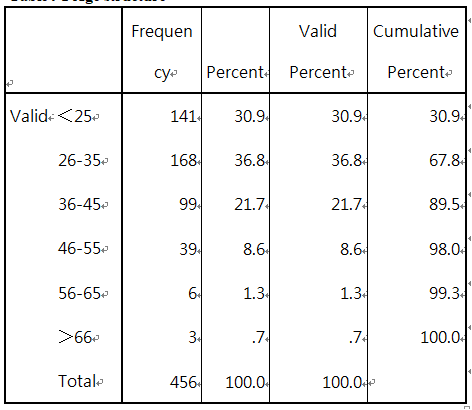 Frequen Valid Cumulative
cy Percent Percent Percent
Valid <25 141 30.9 30.9 30.9
26-35 168 36.8 36.8 67.8
36-45 99 21.7 21.7 89.5
46-55 39 8.6 8.6 98.0
56-65 6 1.3 1.3 99.3
>66 3 .7 .7 100.0
Total 456 100.0 100.0